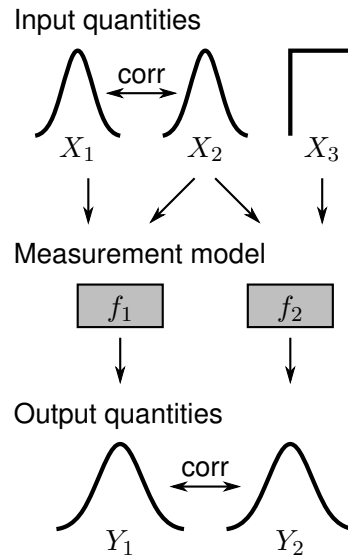 Input quantities
corr
X₁ X₂ X₃
Measurement model
f₁ f₂
Output quantities
corr
Y₁ Y₂